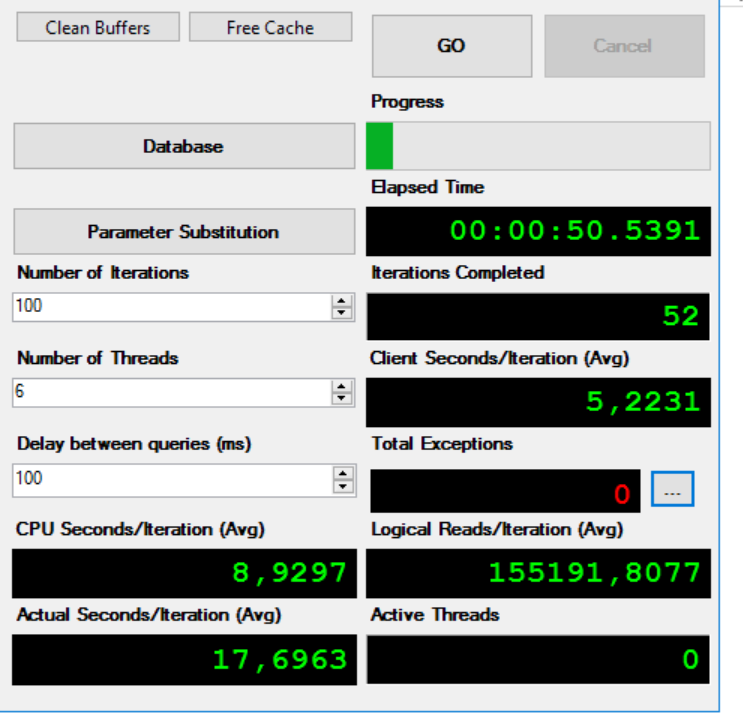 Clean Buffers
Free Cache
GO
Cancel
Progress
Database
Elapsed Time
00:00:50.5391
Parameter Substitution
Number of Iterations
100
Iterations Completed
52
Number of Threads
6
Client Seconds/Iteration (Avg)
5,2231
Delay between queries (ms)
100
Total Exceptions
0
...
CPU Seconds/Iteration (Avg)
8,9297
Logical Reads/Iteration (Avg)
155191,8077
Actual Seconds/Iteration (Avg)
17,6963
Active Threads
0